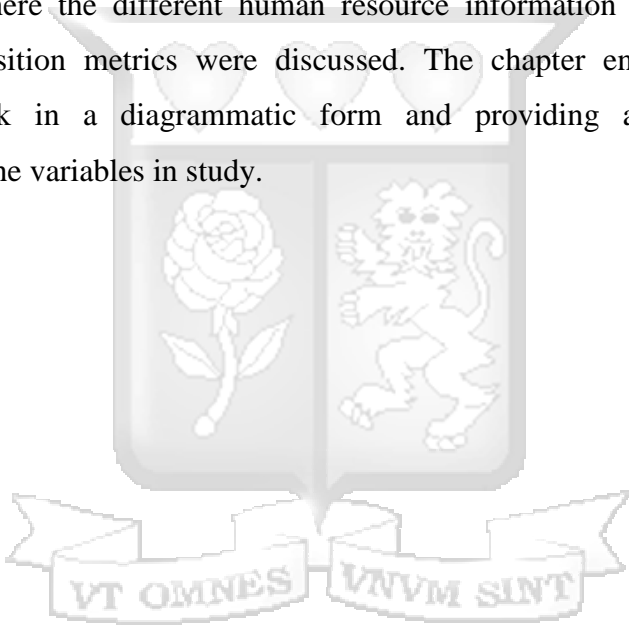 here the different human resource information
sition metrics were discussed. The chapter en
k in a diagrammatic form and providing a
he variables in study.
VT OMNES VNVM SINT